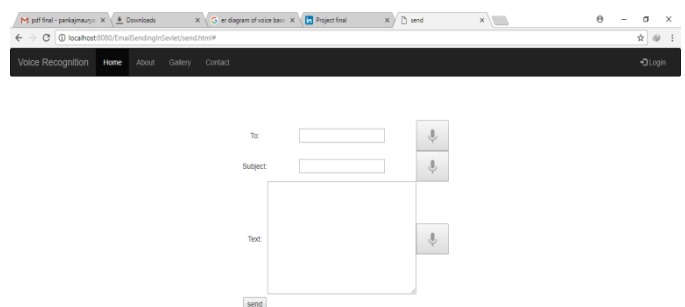 pdf final - pankajmaurya
Downloads
er diagram of voice base
Project final
send
localhost:8080/EmailSendingInSevlet/send.html#
Voice Recognition Home About Gallery Contact Login
To:
Subject:
Text:
send